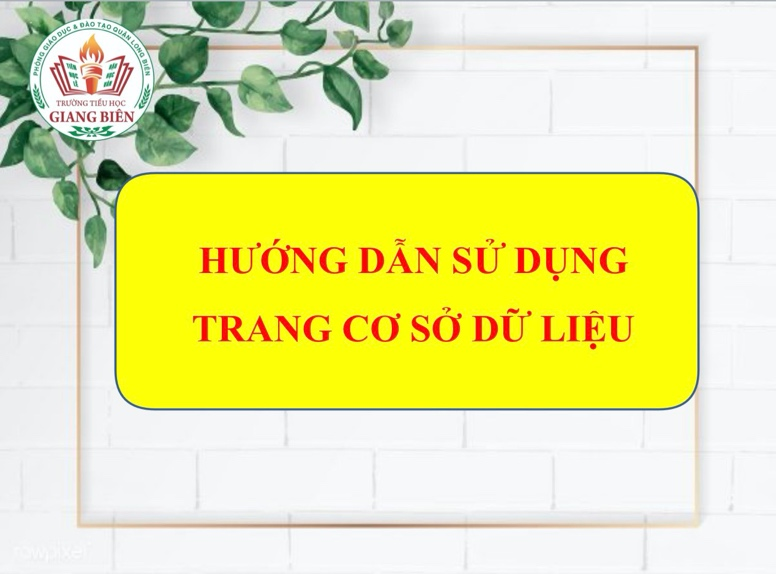 PHÒNG GIÁO DỤC & ĐÀO TẠO QUẬN LONG BIÊN
TRƯỜNG TIỂU HỌC
GIANG BIÊN
HƯỚNG DẪN SỬ DỤNG
TRANG CƠ SỞ DỮ LIỆU
rawpixel